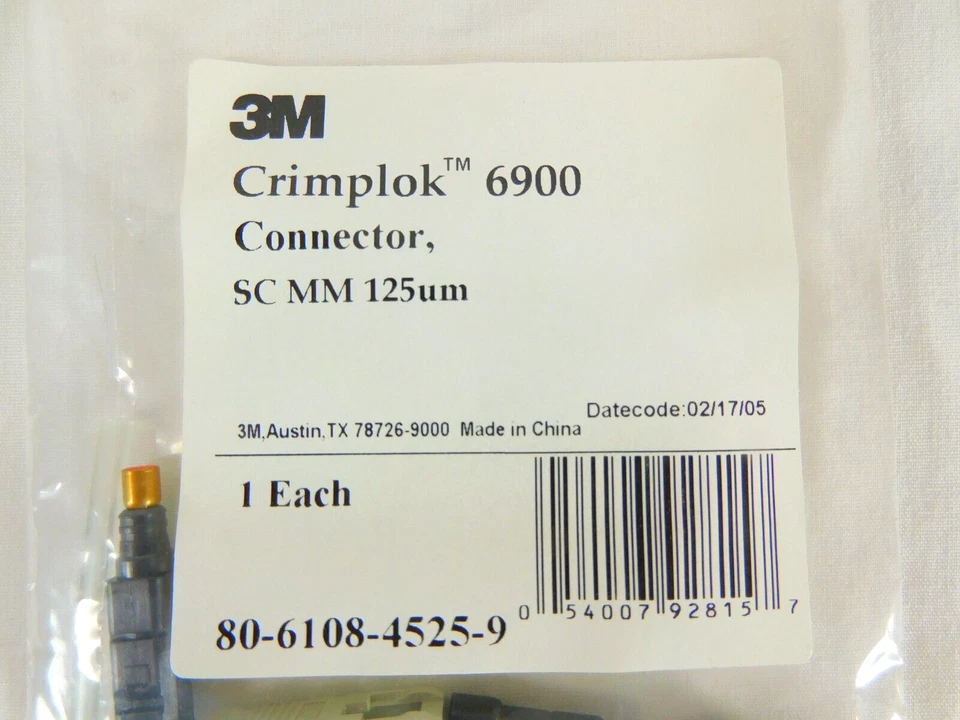 3M
Crimplok™ 6900
Connector,
SC MM 125um
Datecode:02/17/05
3M,Austin,TX 78726-9000 Made in China
1 Each
0 54007 92815 7
80-6108-4525-9